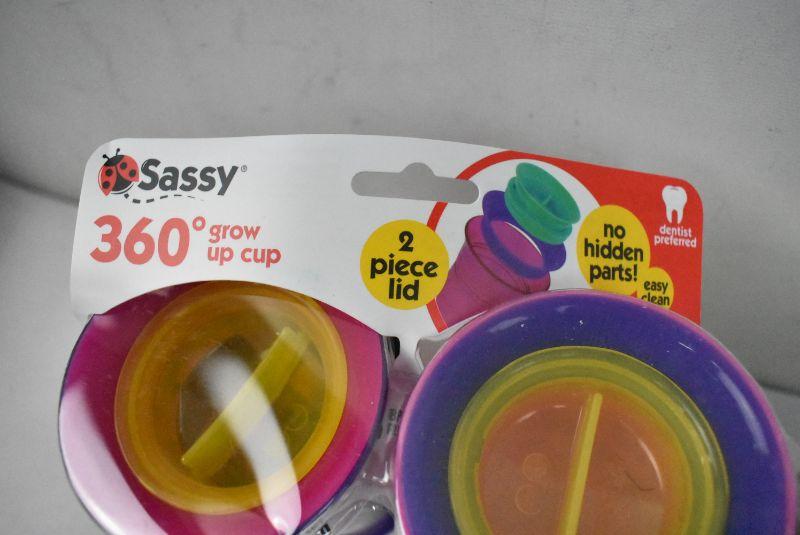 Sassy®
360° grow
up cup
2
piece
lid
no
hidden
parts!
easy
clean
dentist
preferred